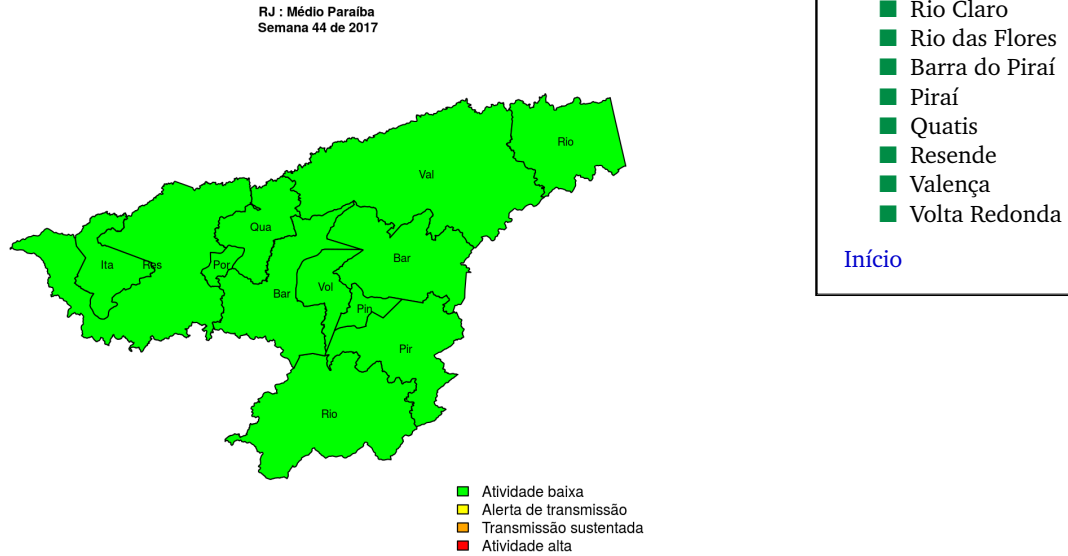 RJ : Médio Paraíba
Semana 44 de 2017
Rio
Val
Qua
Ita
Res
Por
Bar
Bar
Vol
Pin
Pir
Rio
Atividade baixa
Alerta de transmissão
Transmissão sustentada
Atividade alta
Rio Claro
Rio das Flores
Barra do Piraí
Piraí
Quatis
Resende
Valença
Volta Redonda
Início